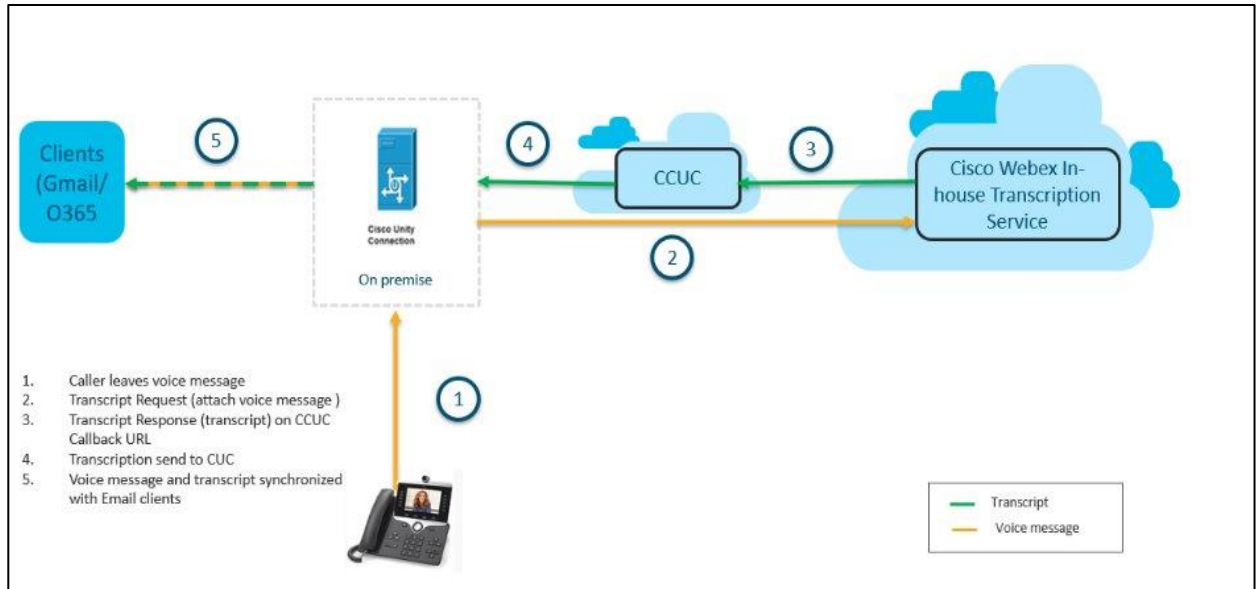 5
4
3
Clients
(Gmail/
O365
CCUC
Cisco Webex In-
house Transcription
Service
Cisco Unity
Connection
On premise
2
1
1. Caller leaves voice message
2. Transcript Request (attach voice message )
3. Transcript Response (transcript) on CCUC
Callback URL
4. Transcription send to CUC
5. Voice message and transcript synchronized
with Email clients
Transcript
Voice message